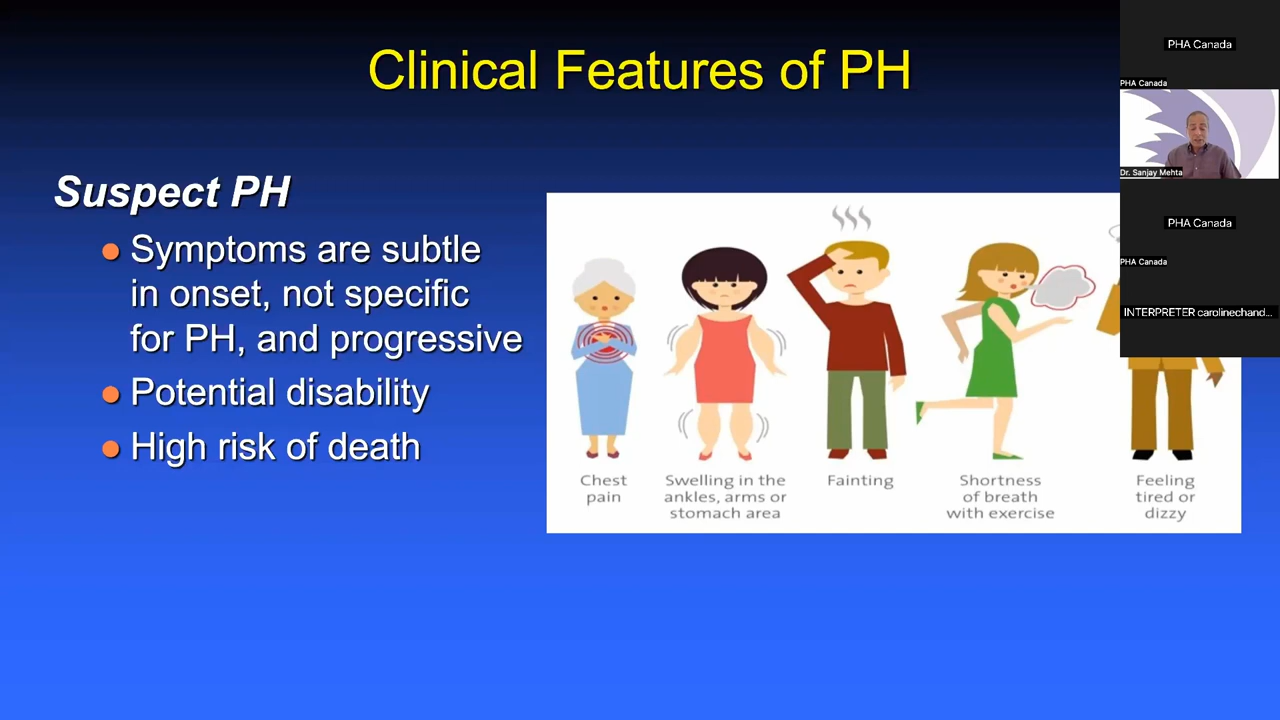 Clinical Features of PH
Suspect PH
Symptoms are subtle
in onset, not specific
for PH, and progressive
Potential disability
High risk of death
Chest
pain
Swelling in the
ankles, arms or
stomach area
Fainting
Shortness
of breath
with exercise
Feeling
tired or
dizzy
PHA Canada
PHA Canada
Dr. Sanjay Mehta
PHA Canada
PHA Canada
INTERPRETER carolinechand...